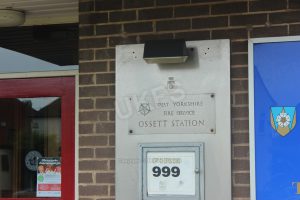 WEST YORKSHIRE
FIRE SERVICE
OSSETT STATION
999